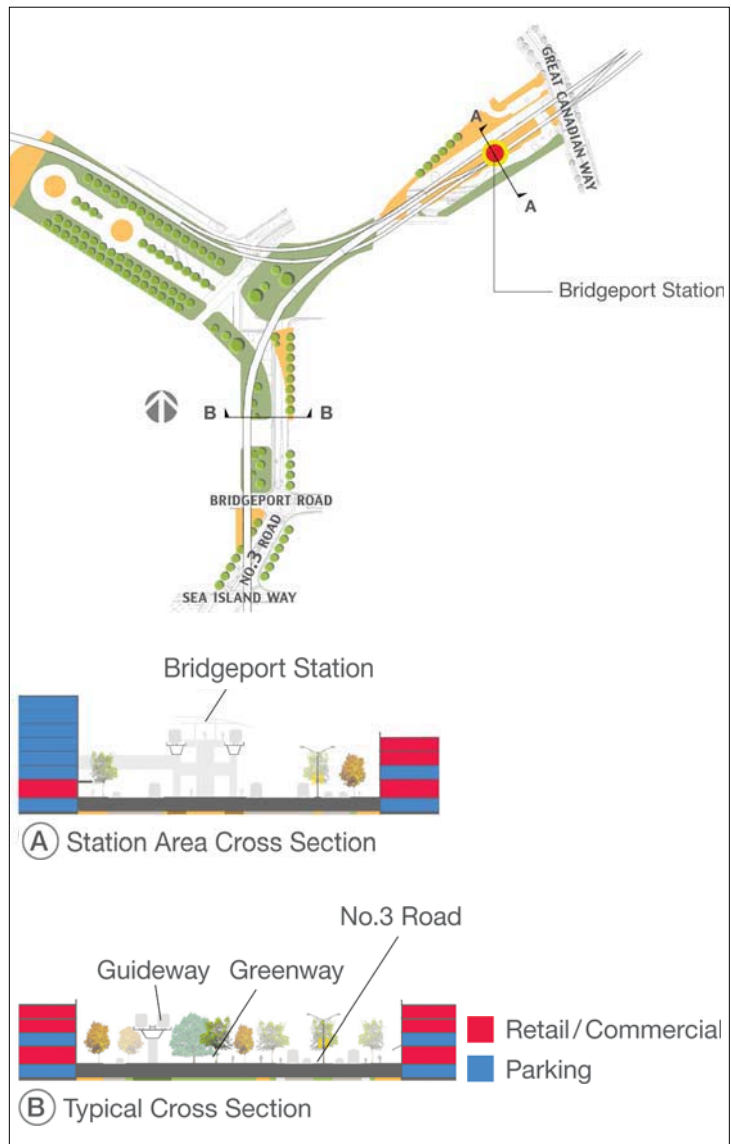 GREAT CANADIAN WAY
A
A
Bridgeport Station
B
B
BRIDGEPORT ROAD
NO.3 ROAD
SEA ISLAND WAY
Bridgeport Station
A Station Area Cross Section
No.3 Road
Guideway
Greenway
Retail/Commercial
Parking
B Typical Cross Section